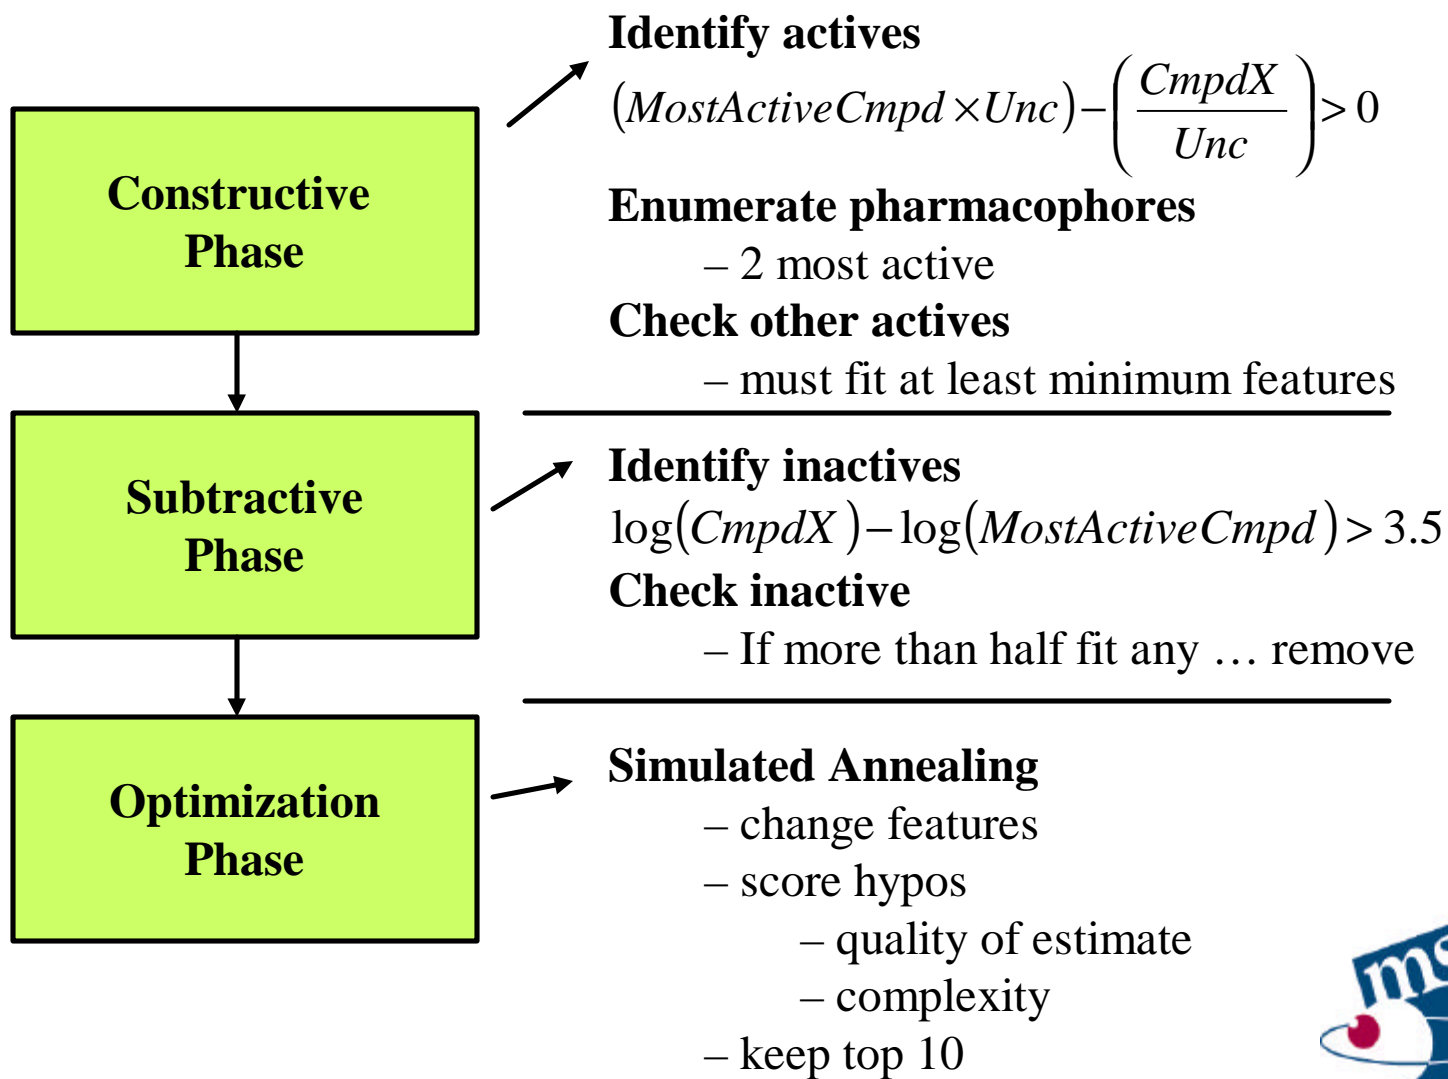 Constructive
Phase
Identify actives
(MostActiveCmpd × Unc) − (CmpdX / Unc) > 0
Enumerate pharmacophores
– 2 most active
Check other actives
– must fit at least minimum features
Subtractive
Phase
Identify inactives
log(CmpdX) − log(MostActiveCmpd) > 3.5
Check inactive
– If more than half fit any … remove
Optimization
Phase
Simulated Annealing
– change features
– score hypos
– quality of estimate
– complexity
– keep top 10